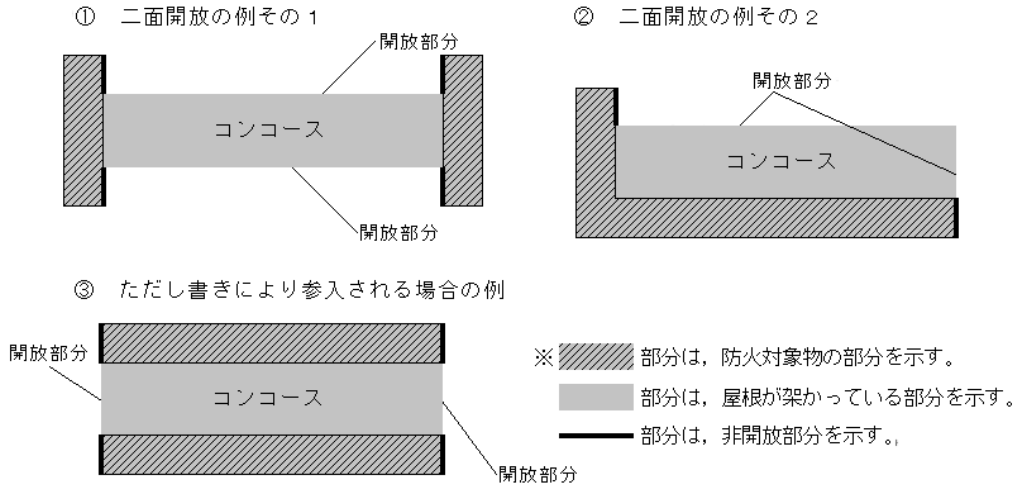 ① 二面開放の例その1
開放部分
コンコース
開放部分
② 二面開放の例その2
開放部分
コンコース
③ ただし書きにより参入される場合の例
開放部分
コンコース
開放部分
※ 部分は，防火対象物の部分を示す。
部分は，屋根が架かっている部分を示す。
部分は，非開放部分を示す。